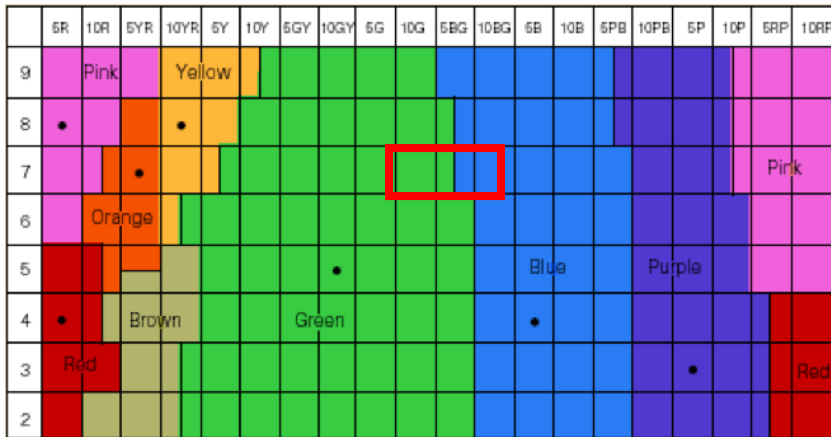 5R 10R 5YR 10YR 5Y 10Y 5GY 10GY 5G 10G 5BG 10BG 5B 10B 5PB 10PB 5P 10P 5RP 10RP
9 Pink Yellow
8
7 Pink
6 Orange
5 Blue Purple
4 Brown Green
3 Red Red
2